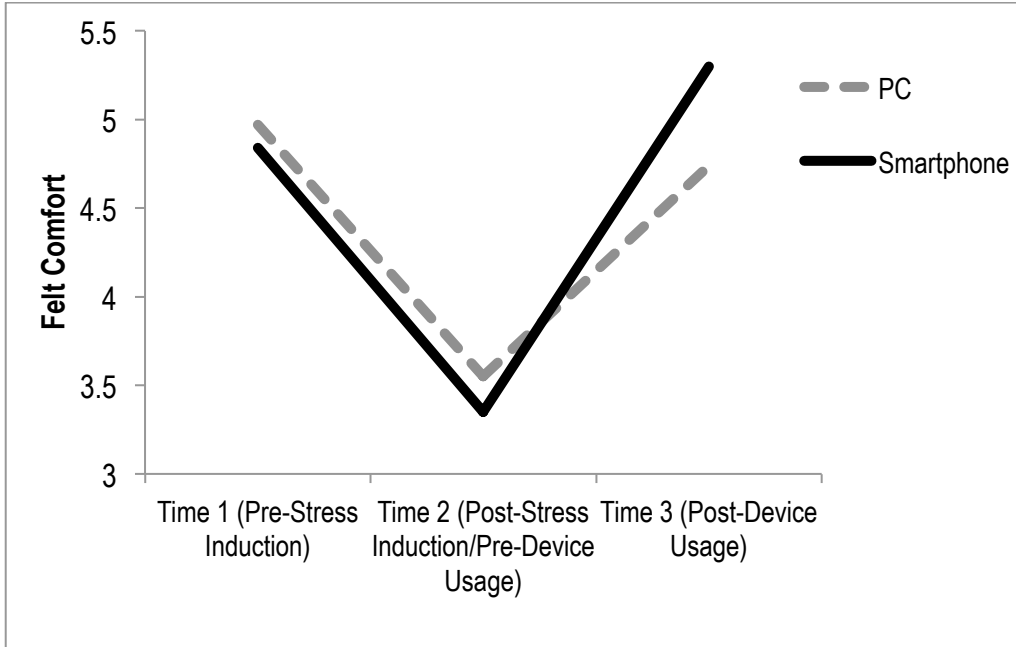 5.5
5
4.5
4
3.5
3
Felt Comfort
PC
Smartphone
Time 1 (Pre-Stress
Induction)
Time 2 (Post-Stress
Induction/Pre-Device
Usage)
Time 3 (Post-Device
Usage)